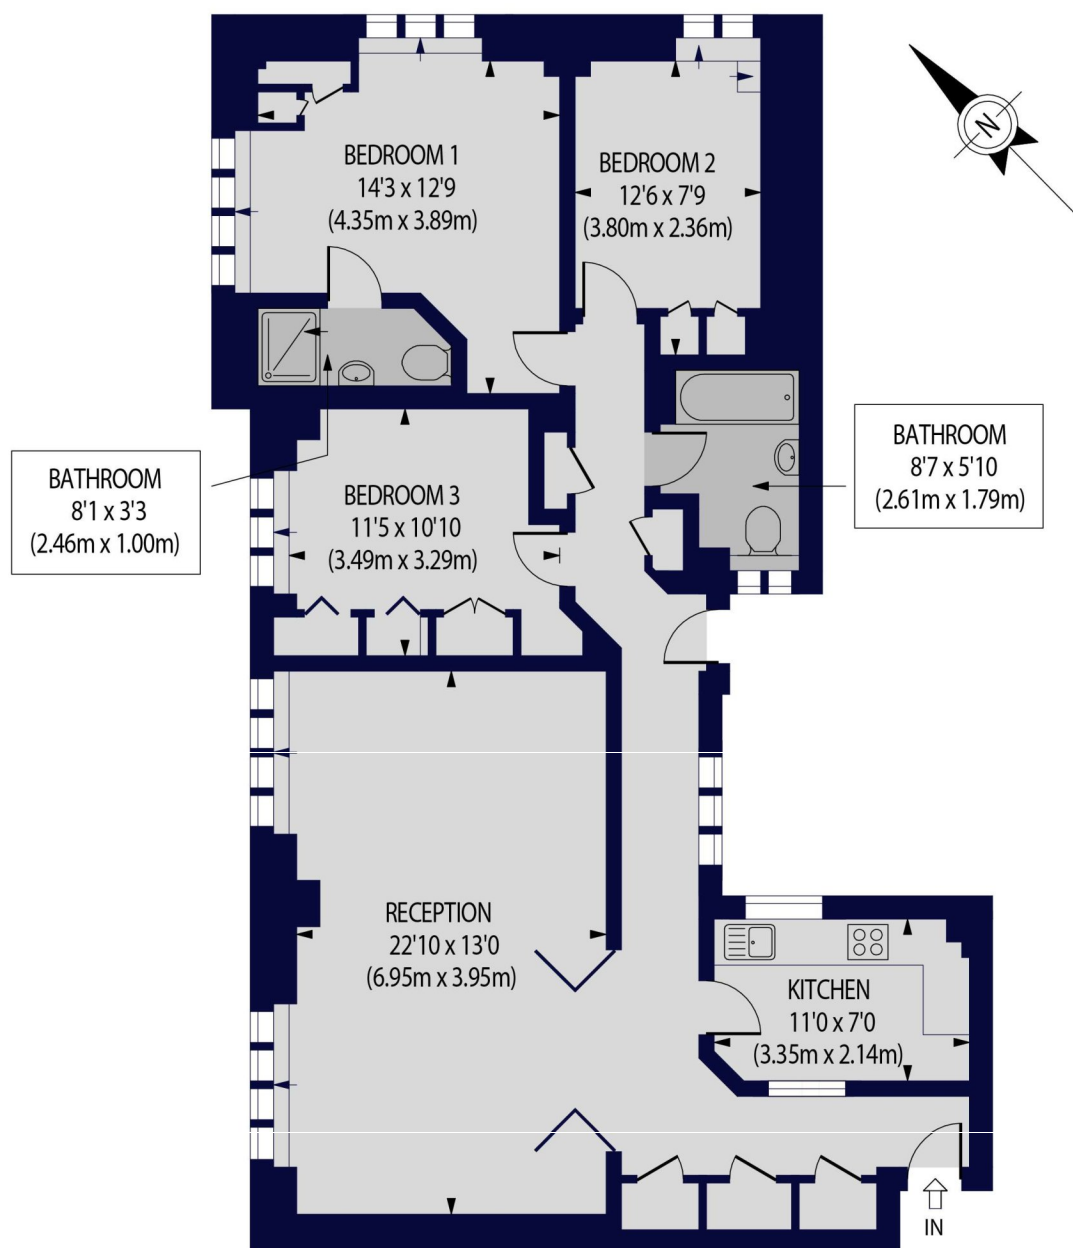 N
BEDROOM 1
14'3 x 12'9
(4.35m x 3.89m)
BEDROOM 2
12'6 x 7'9
(3.80m x 2.36m)
BATHROOM
8'1 x 3'3
(2.46m x 1.00m)
BEDROOM 3
11'5 x 10'10
(3.49m x 3.29m)
BATHROOM
8'7 x 5'10
(2.61m x 1.79m)
RECEPTION
22'10 x 13'0
(6.95m x 3.95m)
KITCHEN
11'0 x 7'0
(3.35m x 2.14m)
IN